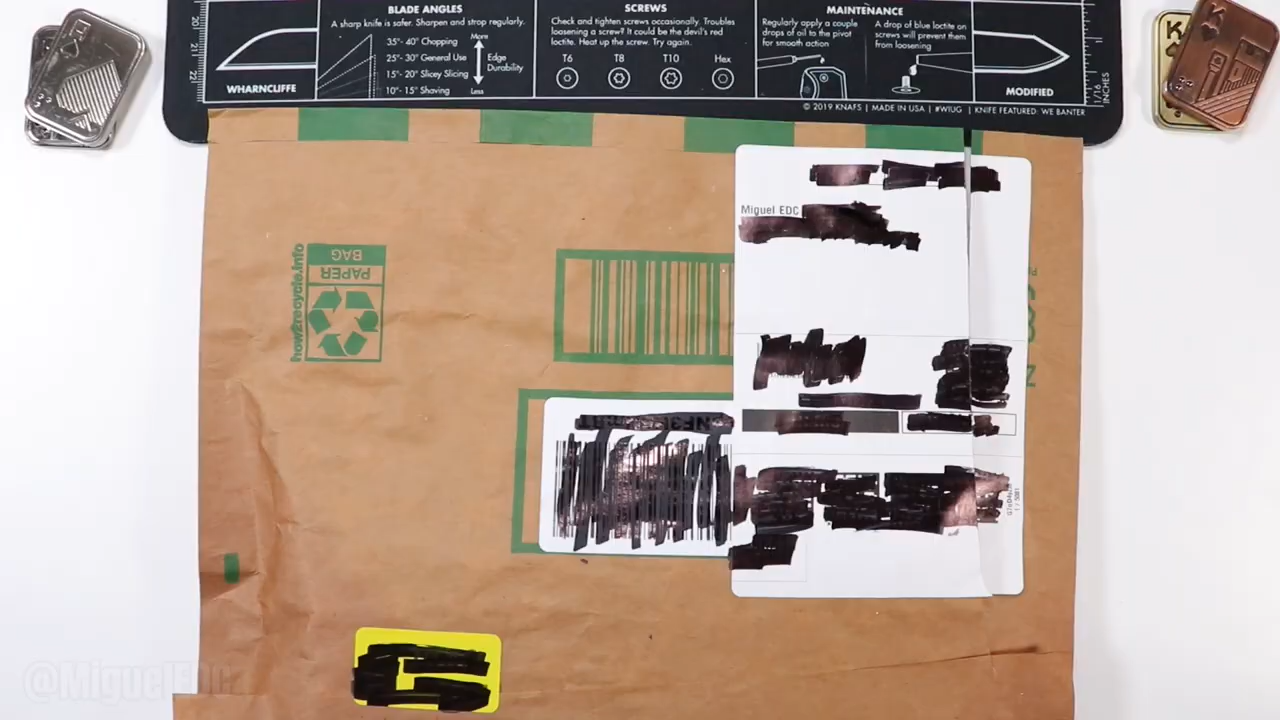 BLADE ANGLES
A sharp knife is safer. Sharpen and strop regularly.
35°- 40° Chopping
25°- 30° General Use
15°- 20° Slicey Slicing
10°- 15° Shaving
More
Edge
Durability
Less
WHARNCLIFFE
20
21
22
SCREWS
Check and tighten screws occasionally. Troubles
loosening a screw? It could be the devil's red
loctite. Heat up the screw. Try again.
T6 T8 T10 Hex
MAINTENANCE
Regularly apply a couple
drops of oil to the pivot
for smooth action
A drop of blue loctite on
screws will prevent them
from loosening
MODIFIED
1/16
INCHES
© 2019 KNAFS | MADE IN USA | #WIUG | KNIFE FEATURED: WE BANTER
K
K
Miguel EDC
how2recycle.info
PAPER
BAG
@MiguelEDC